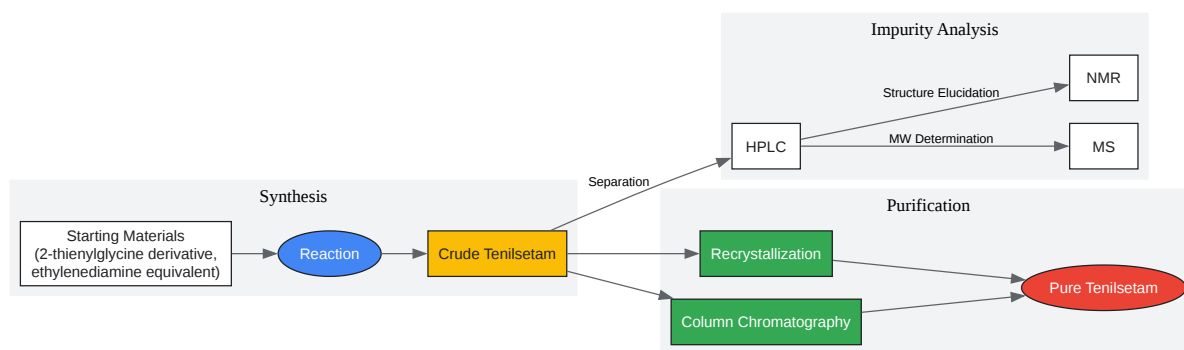 Synthesis
Starting Materials
(2-thienylglycine derivative,
ethylenediamine equivalent)
Reaction
Crude Tenilsetam
Separation
Impurity Analysis
HPLC
Structure Elucidation
MW Determination
NMR
MS
Purification
Recrystallization
Column Chromatography
Pure Tenilsetam